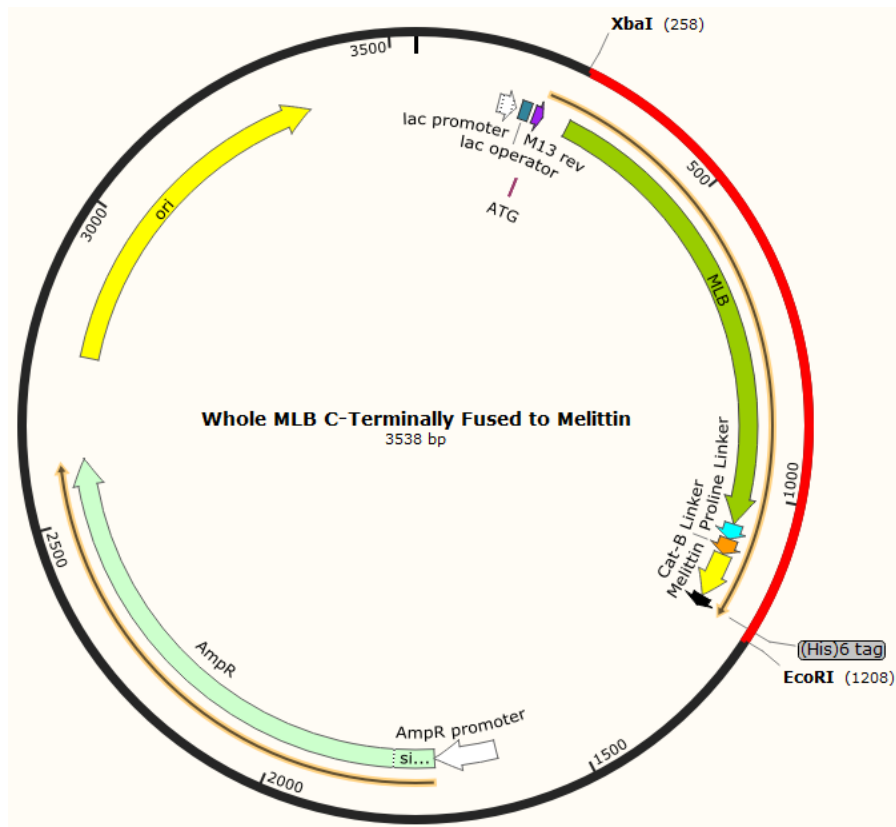 XbaI (258)
3500
lac promoter
lac operator
M13 rev
ATG
500
MLB
3000
ori
Whole MLB C-Terminally Fused to Melittin
3538 bp
1000
Proline Linker
Cat-B Linker
Melittin
(His)6 tag
EcoRI (1208)
2500
AmpR
AmpR promoter
si...
1500
2000